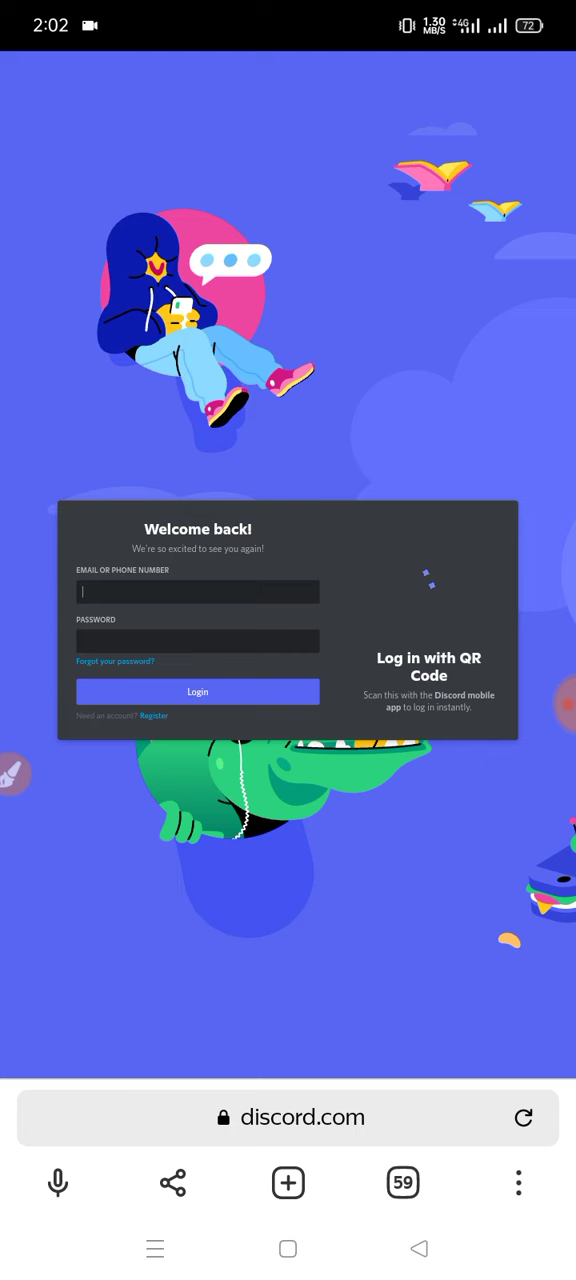 2:02
1.30
MB/S
4G
72
Welcome back!
We're so excited to see you again!
EMAIL OR PHONE NUMBER
PASSWORD
Forgot your password?
Login
Need an account? Register
Log in with QR
Code
Scan this with the Discord mobile
app to log in instantly.
discord.com
59